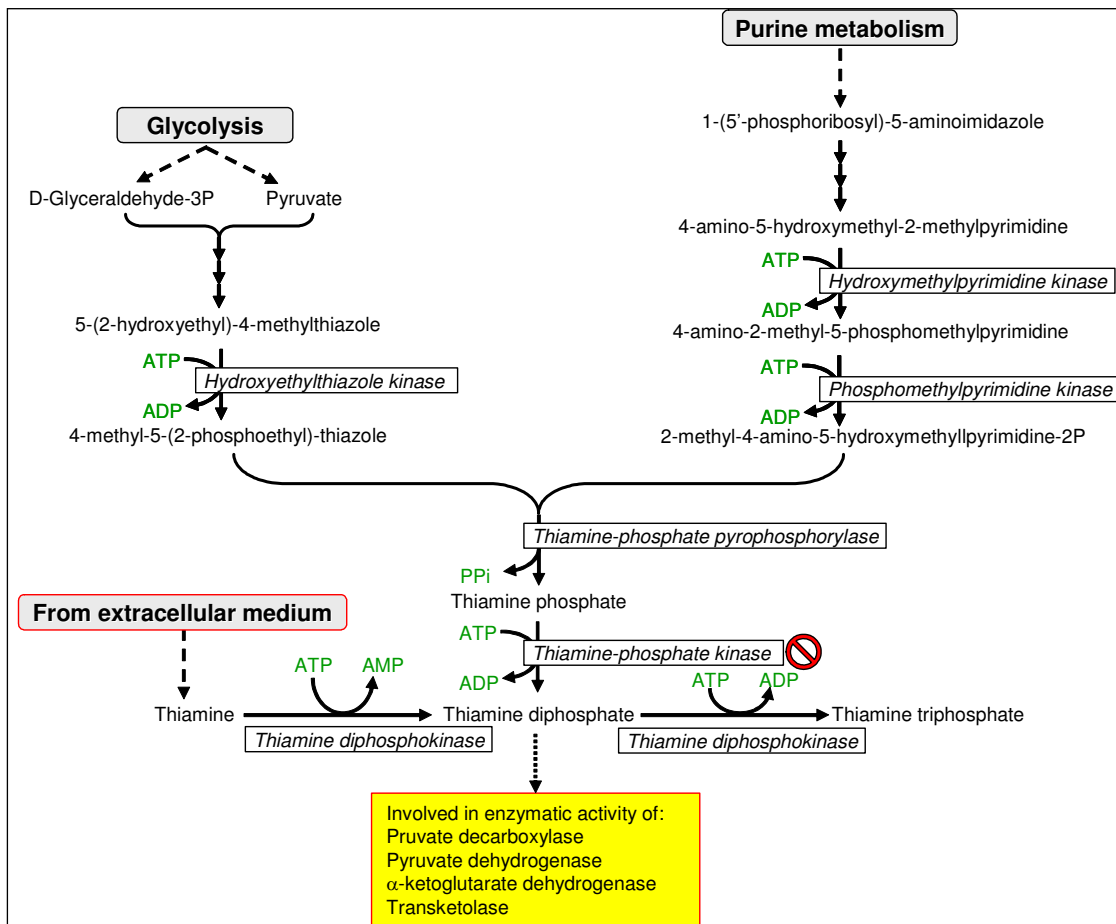 Purine metabolism
1-(5'-phosphoribosyl)-5-aminoimidazole
Glycolysis
D-Glyceraldehyde-3P
Pyruvate
4-amino-5-hydroxymethyl-2-methylpyrimidine
ATP
Hydroxymethylpyrimidine kinase
ADP
5-(2-hydroxyethyl)-4-methylthiazole
4-amino-2-methyl-5-phosphomethylpyrimidine
ATP
Hydroxyethylthiazole kinase
ADP
ATP
Phosphomethylpyrimidine kinase
ADP
4-methyl-5-(2-phosphoethyl)-thiazole
2-methyl-4-amino-5-hydroxymethyllpyrimidine-2P
Thiamine-phosphate pyrophosphorylase
PPi
Thiamine phosphate
From extracellular medium
ATP
Thiamine-phosphate kinase
ADP
ATP
AMP
ATP
ADP
Thiamine
Thiamine diphosphate
Thiamine triphosphate
Thiamine diphosphokinase
Thiamine diphosphokinase
Involved in enzymatic activity of:
Pruvate decarboxylase
Pyruvate dehydrogenase
α-ketoglutarate dehydrogenase
Transketolase